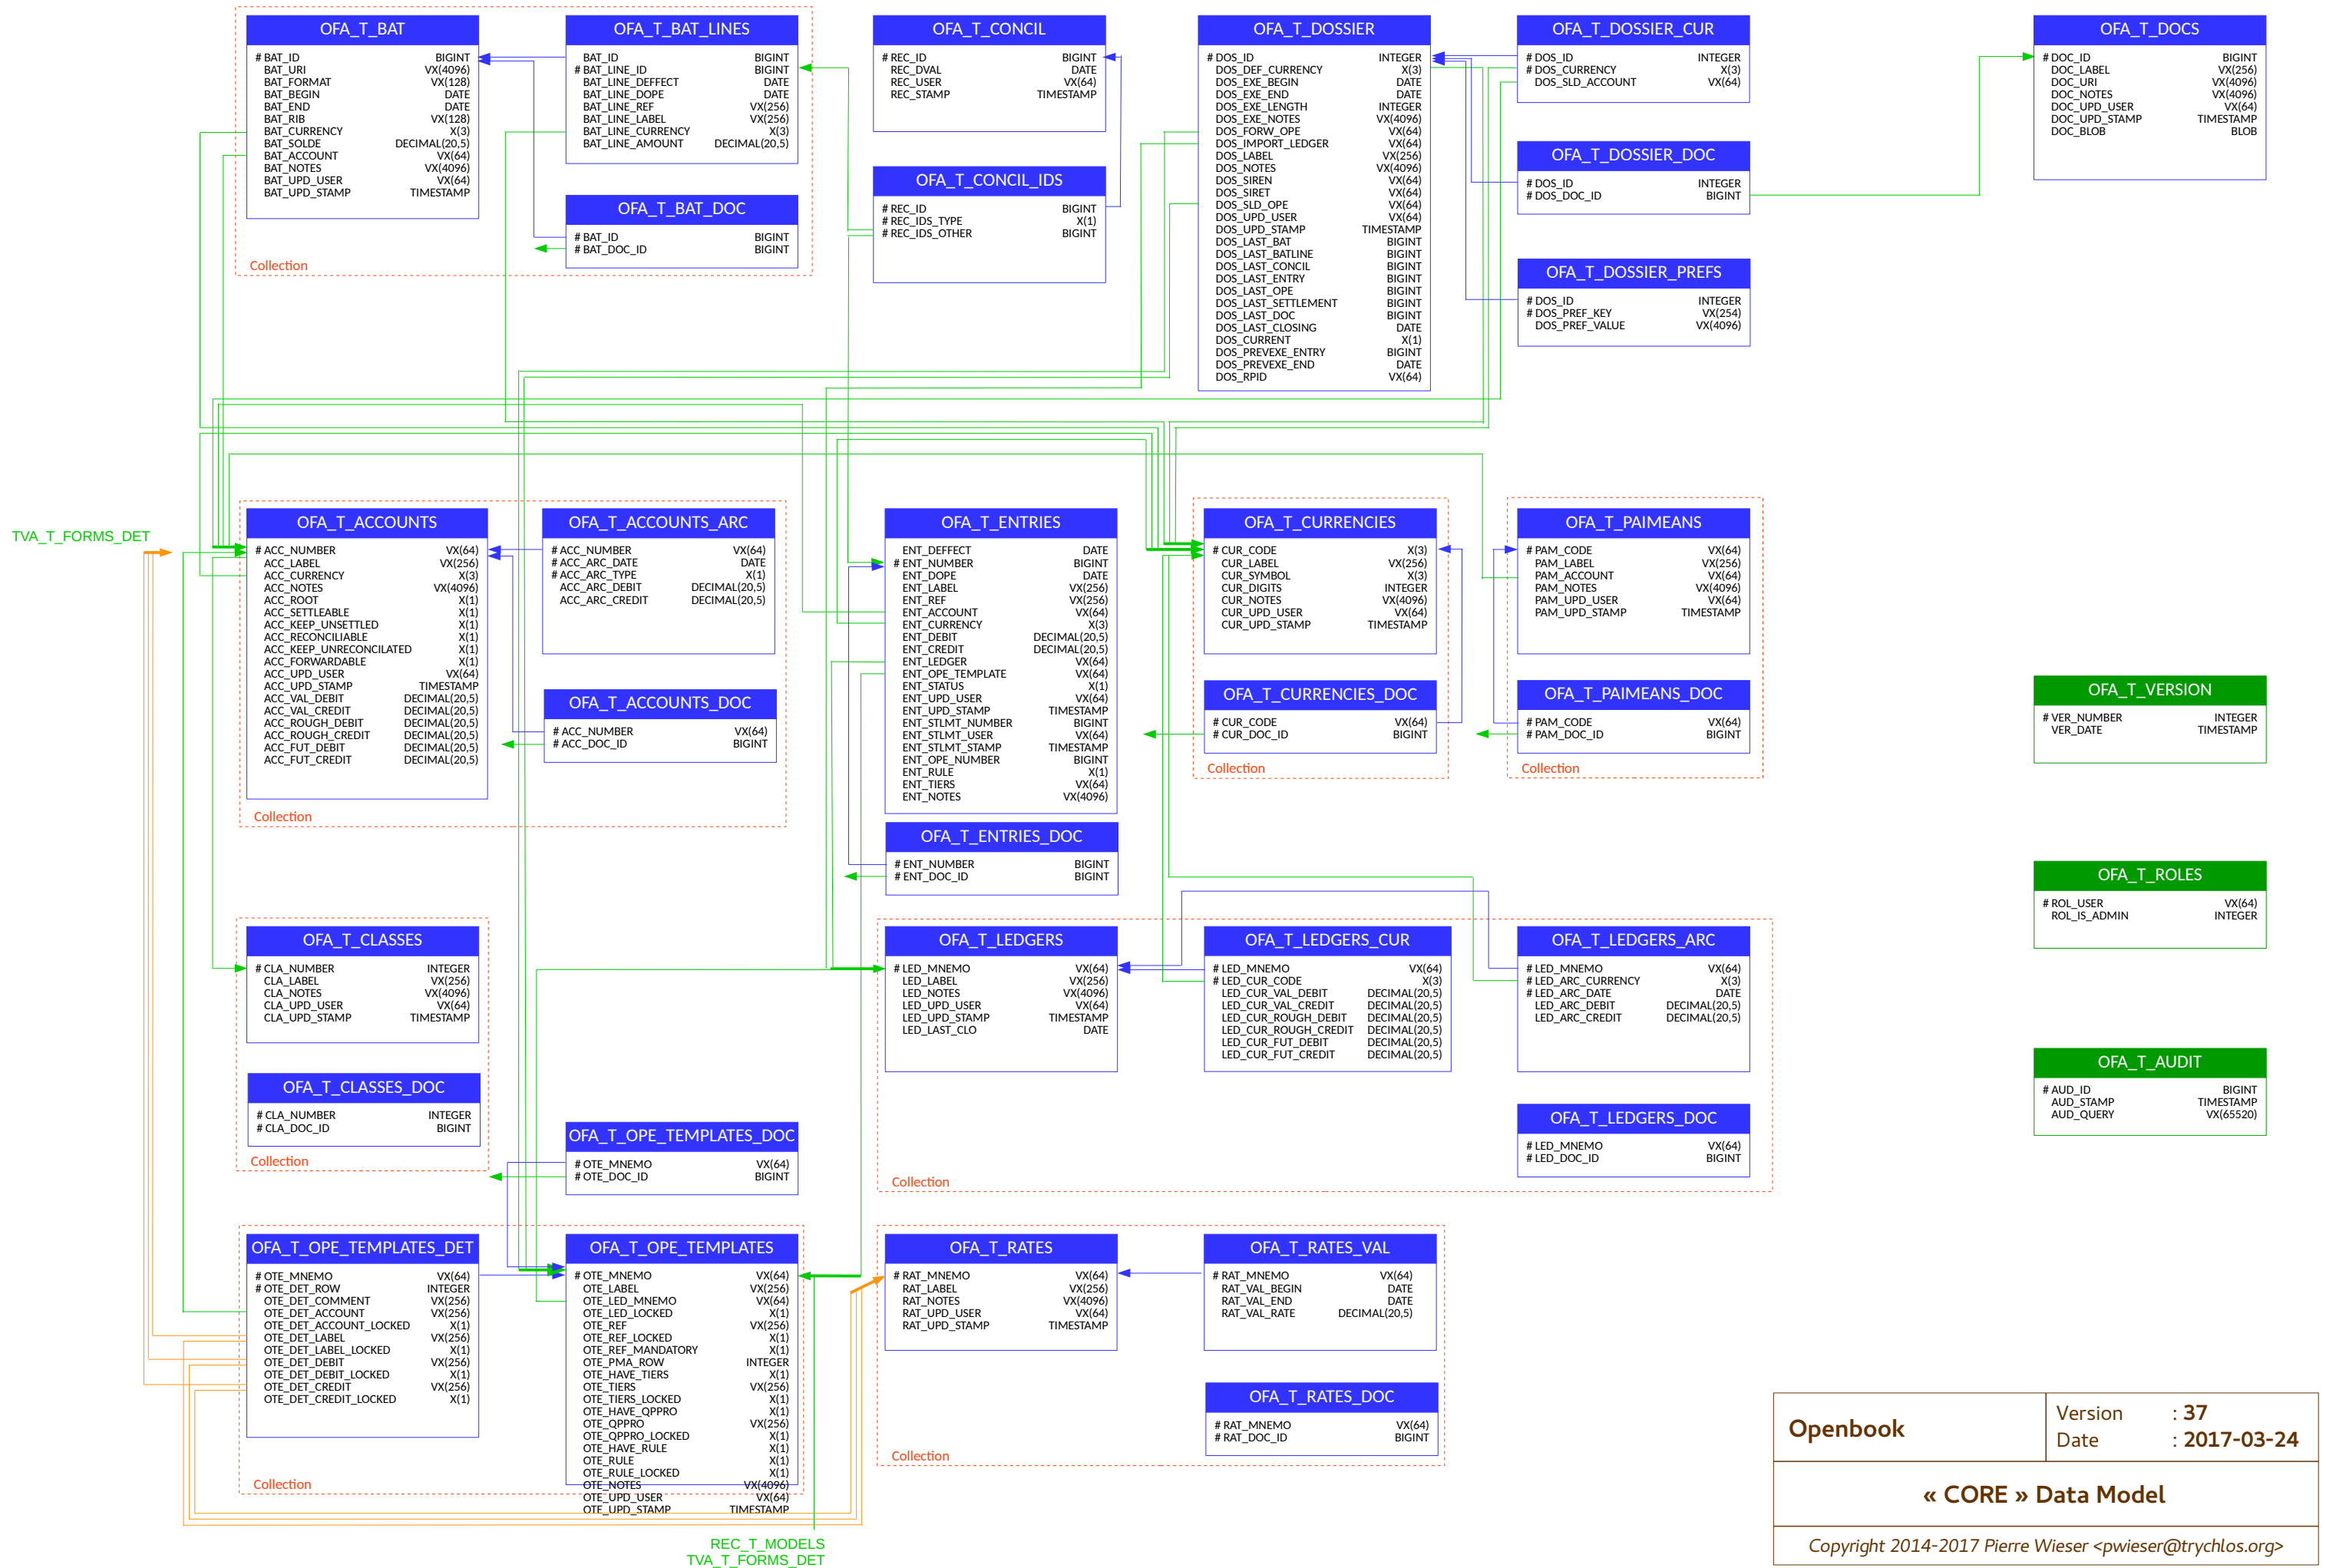 OFA_T_BAT
# BAT_ID BIGINT
BAT_URI VX(4096)
BAT_FORMAT VX(128)
BAT_BEGIN DATE
BAT_END DATE
BAT_RIB VX(128)
BAT_CURRENCY X(3)
BAT_SOLDE DECIMAL(20,5)
BAT_ACCOUNT VX(64)
BAT_NOTES VX(4096)
BAT_UPD_USER VX(64)
BAT_UPD_STAMP TIMESTAMP
OFA_T_BAT_LINES
BAT_ID BIGINT
# BAT_LINE_ID BIGINT
BAT_LINE_DEFFECT DATE
BAT_LINE_DOPE DATE
BAT_LINE_REF VX(256)
BAT_LINE_LABEL VX(256)
BAT_LINE_CURRENCY X(3)
BAT_LINE_AMOUNT DECIMAL(20,5)
OFA_T_BAT_DOC
# BAT_ID BIGINT
# BAT_DOC_ID BIGINT
Collection
OFA_T_CONCIL
# REC_ID BIGINT
REC_DVAL DATE
REC_USER VX(64)
REC_STAMP TIMESTAMP
OFA_T_CONCIL_IDS
# REC_ID BIGINT
# REC_IDS_TYPE X(1)
# REC_IDS_OTHER BIGINT
OFA_T_DOSSIER
# DOS_ID INTEGER
DOS_DEF_CURRENCY X(3)
DOS_EXE_BEGIN DATE
DOS_EXE_END DATE
DOS_EXE_LENGTH INTEGER
DOS_EXE_NOTES VX(4096)
DOS_FORW_OPE VX(64)
DOS_IMPORT_LEDGER VX(64)
DOS_LABEL VX(256)
DOS_NOTES VX(4096)
DOS_SIREN VX(64)
DOS_SIRET VX(64)
DOS_SLD_OPE VX(64)
DOS_UPD_USER VX(64)
DOS_UPD_STAMP TIMESTAMP
DOS_LAST_BAT BIGINT
DOS_LAST_BATLINE BIGINT
DOS_LAST_CONCIL BIGINT
DOS_LAST_ENTRY BIGINT
DOS_LAST_OPE BIGINT
DOS_LAST_SETTLEMENT BIGINT
DOS_LAST_DOC BIGINT
DOS_LAST_CLOSING DATE
DOS_CURRENT X(1)
DOS_PREVEXE_ENTRY BIGINT
DOS_PREVEXE_END DATE
DOS_RPID VX(64)
OFA_T_DOSSIER_CUR
# DOS_ID INTEGER
# DOS_CURRENCY X(3)
DOS_SLD_ACCOUNT VX(64)
OFA_T_DOSSIER_DOC
# DOS_ID INTEGER
# DOS_DOC_ID BIGINT
OFA_T_DOSSIER_PREFS
# DOS_ID INTEGER
# DOS_PREF_KEY VX(254)
DOS_PREF_VALUE VX(4096)
OFA_T_DOCS
# DOC_ID BIGINT
DOC_LABEL VX(256)
DOC_URI VX(4096)
DOC_NOTES VX(4096)
DOC_UPD_USER VX(64)
DOC_UPD_STAMP TIMESTAMP
DOC_BLOB BLOB
TVA_T_FORMS_DET
OFA_T_ACCOUNTS
# ACC_NUMBER VX(64)
ACC_LABEL VX(256)
ACC_CURRENCY X(3)
ACC_NOTES VX(4096)
ACC_ROOT X(1)
ACC_SETTLEABLE X(1)
ACC_KEEP_UNSETTLED X(1)
ACC_RECONCILIABLE X(1)
ACC_KEEP_UNRECONCILATED X(1)
ACC_FORWARDABLE X(1)
ACC_UPD_USER VX(64)
ACC_UPD_STAMP TIMESTAMP
ACC_VAL_DEBIT DECIMAL(20,5)
ACC_VAL_CREDIT DECIMAL(20,5)
ACC_ROUGH_DEBIT DECIMAL(20,5)
ACC_ROUGH_CREDIT DECIMAL(20,5)
ACC_FUT_DEBIT DECIMAL(20,5)
ACC_FUT_CREDIT DECIMAL(20,5)
OFA_T_ACCOUNTS_ARC
# ACC_NUMBER VX(64)
# ACC_ARC_DATE DATE
# ACC_ARC_TYPE X(1)
ACC_ARC_DEBIT DECIMAL(20,5)
ACC_ARC_CREDIT DECIMAL(20,5)
OFA_T_ACCOUNTS_DOC
# ACC_NUMBER VX(64)
# ACC_DOC_ID BIGINT
Collection
OFA_T_ENTRIES
ENT_DEFFECT DATE
# ENT_NUMBER BIGINT
ENT_DOPE DATE
ENT_LABEL VX(256)
ENT_REF VX(256)
ENT_ACCOUNT VX(64)
ENT_CURRENCY X(3)
ENT_DEBIT DECIMAL(20,5)
ENT_CREDIT DECIMAL(20,5)
ENT_LEDGER VX(64)
ENT_OPE_TEMPLATE VX(64)
ENT_STATUS X(1)
ENT_UPD_USER VX(64)
ENT_UPD_STAMP TIMESTAMP
ENT_STLMT_NUMBER BIGINT
ENT_STLMT_USER VX(64)
ENT_STLMT_STAMP TIMESTAMP
ENT_OPE_NUMBER BIGINT
ENT_RULE X(1)
ENT_TIERS VX(64)
ENT_NOTES VX(4096)
OFA_T_ENTRIES_DOC
# ENT_NUMBER BIGINT
# ENT_DOC_ID BIGINT
OFA_T_CURRENCIES
# CUR_CODE X(3)
CUR_LABEL VX(256)
CUR_SYMBOL X(3)
CUR_DIGITS INTEGER
CUR_NOTES VX(4096)
CUR_UPD_USER VX(64)
CUR_UPD_STAMP TIMESTAMP
OFA_T_CURRENCIES_DOC
# CUR_CODE VX(64)
# CUR_DOC_ID BIGINT
Collection
OFA_T_PAIMEANS
# PAM_CODE VX(64)
PAM_LABEL VX(256)
PAM_ACCOUNT VX(64)
PAM_NOTES VX(4096)
PAM_UPD_USER VX(64)
PAM_UPD_STAMP TIMESTAMP
OFA_T_PAIMEANS_DOC
# PAM_CODE VX(64)
# PAM_DOC_ID BIGINT
Collection
OFA_T_VERSION
# VER_NUMBER INTEGER
VER_DATE TIMESTAMP
OFA_T_ROLES
# ROL_USER VX(64)
ROL_IS_ADMIN INTEGER
OFA_T_AUDIT
# AUD_ID BIGINT
AUD_STAMP TIMESTAMP
AUD_QUERY VX(65520)
OFA_T_CLASSES
# CLA_NUMBER INTEGER
CLA_LABEL VX(256)
CLA_NOTES VX(4096)
CLA_UPD_USER VX(64)
CLA_UPD_STAMP TIMESTAMP
OFA_T_CLASSES_DOC
# CLA_NUMBER INTEGER
# CLA_DOC_ID BIGINT
Collection
OFA_T_LEDGERS
# LED_MNEMO VX(64)
LED_LABEL VX(256)
LED_NOTES VX(4096)
LED_UPD_USER VX(64)
LED_UPD_STAMP TIMESTAMP
LED_LAST_CLO DATE
OFA_T_LEDGERS_CUR
# LED_MNEMO VX(64)
# LED_CUR_CODE X(3)
LED_CUR_VAL_DEBIT DECIMAL(20,5)
LED_CUR_VAL_CREDIT DECIMAL(20,5)
LED_CUR_ROUGH_DEBIT DECIMAL(20,5)
LED_CUR_ROUGH_CREDIT DECIMAL(20,5)
LED_CUR_FUT_DEBIT DECIMAL(20,5)
LED_CUR_FUT_CREDIT DECIMAL(20,5)
OFA_T_LEDGERS_ARC
# LED_MNEMO VX(64)
# LED_ARC_CURRENCY X(3)
# LED_ARC_DATE DATE
LED_ARC_DEBIT DECIMAL(20,5)
LED_ARC_CREDIT DECIMAL(20,5)
OFA_T_LEDGERS_DOC
# LED_MNEMO VX(64)
# LED_DOC_ID BIGINT
Collection
OFA_T_OPE_TEMPLATES_DOC
# OTE_MNEMO VX(64)
# OTE_DOC_ID BIGINT
OFA_T_OPE_TEMPLATES_DET
# OTE_MNEMO VX(64)
# OTE_DET_ROW INTEGER
OTE_DET_COMMENT VX(256)
OTE_DET_ACCOUNT VX(256)
OTE_DET_ACCOUNT_LOCKED X(1)
OTE_DET_LABEL VX(256)
OTE_DET_LABEL_LOCKED X(1)
OTE_DET_DEBIT VX(256)
OTE_DET_DEBIT_LOCKED X(1)
OTE_DET_CREDIT VX(256)
OTE_DET_CREDIT_LOCKED X(1)
Collection
OFA_T_OPE_TEMPLATES
# OTE_MNEMO VX(64)
OTE_LABEL VX(256)
OTE_LED_MNEMO VX(64)
OTE_LED_LOCKED X(1)
OTE_REF VX(256)
OTE_REF_LOCKED X(1)
OTE_REF_MANDATORY X(1)
OTE_PMA_ROW INTEGER
OTE_HAVE_TIERS X(1)
OTE_TIERS VX(256)
OTE_TIERS_LOCKED X(1)
OTE_HAVE_QPPRO X(1)
OTE_QPPRO VX(256)
OTE_QPPRO_LOCKED X(1)
OTE_HAVE_RULE X(1)
OTE_RULE X(1)
OTE_RULE_LOCKED X(1)
OTE_NOTES VX(4096)
OTE_UPD_USER VX(64)
OTE_UPD_STAMP TIMESTAMP
REC_T_MODELS
TVA_T_FORMS_DET
OFA_T_RATES
# RAT_MNEMO VX(64)
RAT_LABEL VX(256)
RAT_NOTES VX(4096)
RAT_UPD_USER VX(64)
RAT_UPD_STAMP TIMESTAMP
OFA_T_RATES_VAL
# RAT_MNEMO VX(64)
RAT_VAL_BEGIN DATE
RAT_VAL_END DATE
RAT_VAL_RATE DECIMAL(20,5)
OFA_T_RATES_DOC
# RAT_MNEMO VX(64)
# RAT_DOC_ID BIGINT
Collection
Openbook
Version : 37
Date : 2017-03-24
« CORE » Data Model
Copyright 2014-2017 Pierre Wieser <pwieser@trychlos.org>